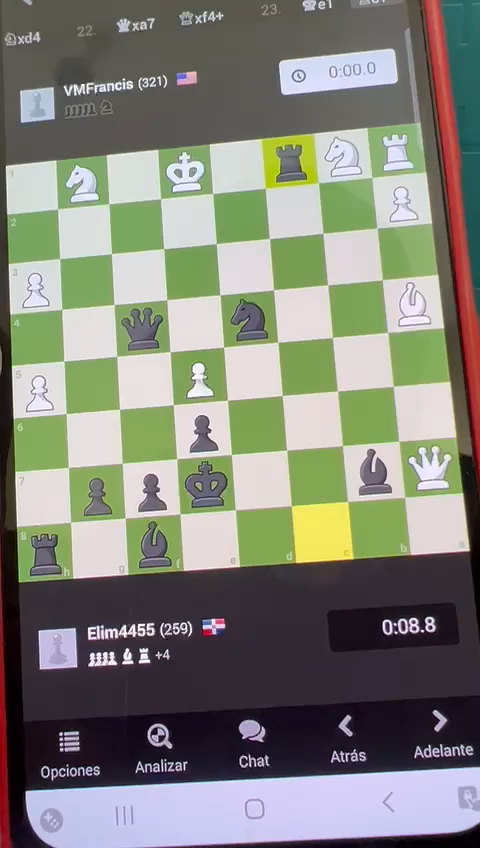 xd4 22. xa7 xf4+ 23. e1
VMFrancis (321)
0:00.0
1
2
3
4
5
6
7
8 h g f e d c b a
Elim4455 (259)
+4
0:08.8
Opciones Analizar Chat Atrás Adelante